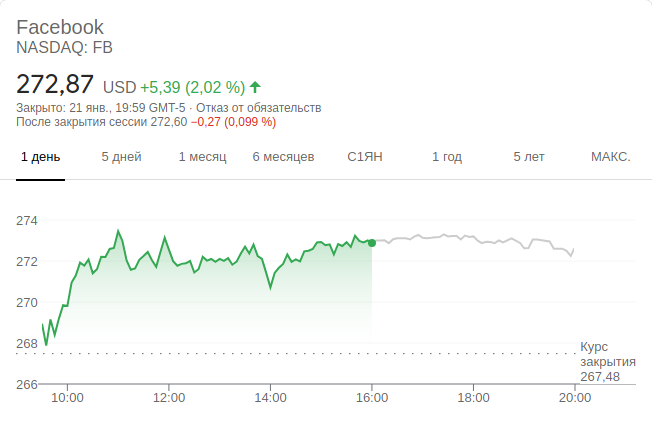 Facebook
NASDAQ: FB
272,87 USD +5,39 (2,02 %)
Закрыто: 21 янв., 19:59 GMT-5 · Отказ от обязательств
После закрытия сессии 272,60 −0,27 (0,099 %)
1 день 5 дней 1 месяц 6 месяцев С1ЯН 1 год 5 лет МАКС.
274
272
270
268
Курс
закрытия
267,48
266
10:00 12:00 14:00 16:00 18:00 20:00